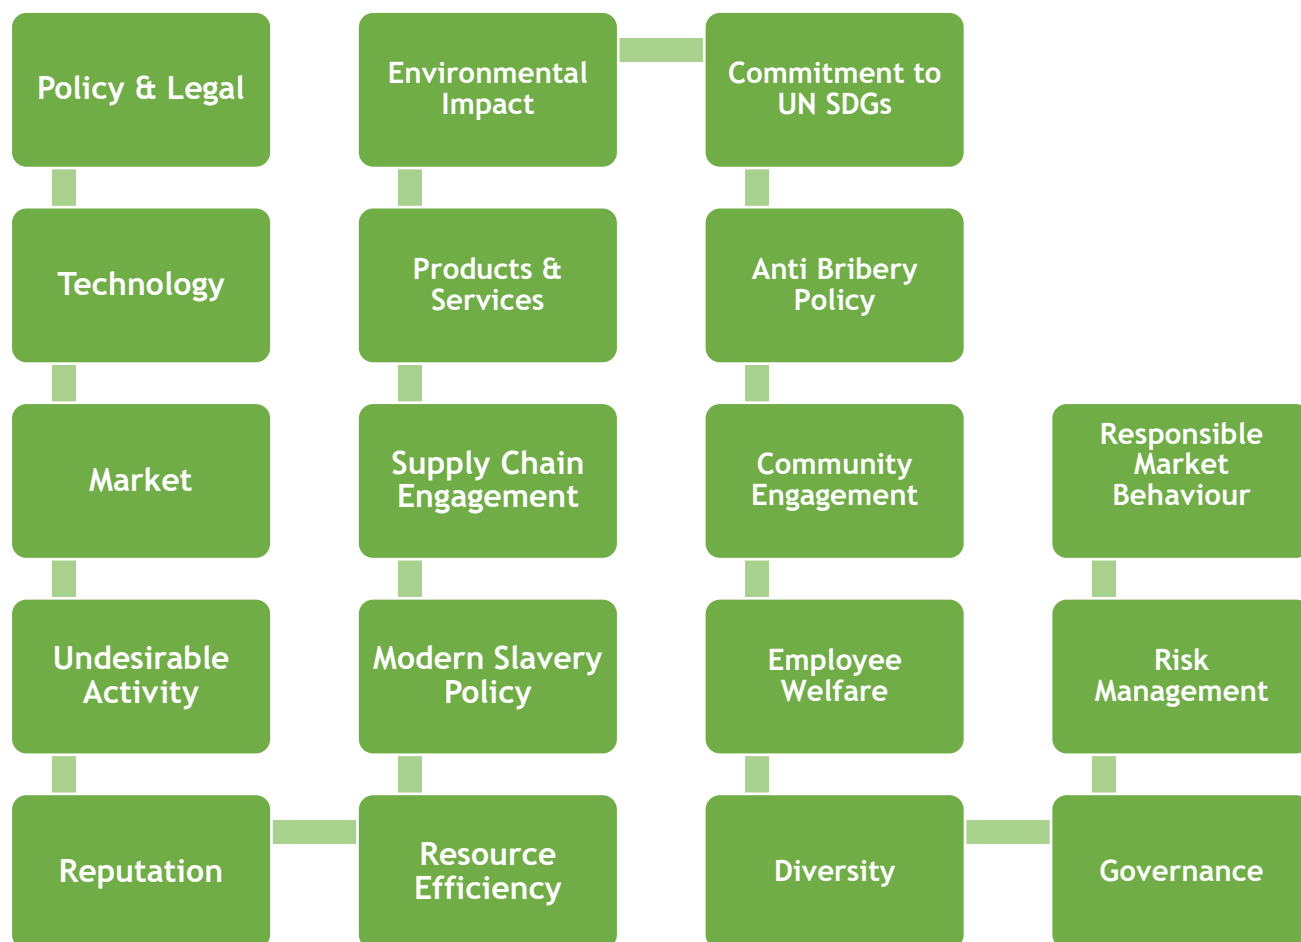 Policy & Legal
Technology
Market
Undesirable
Activity
Reputation
Resource
Efficiency
Modern Slavery
Policy
Supply Chain
Engagement
Products &
Services
Environmental
Impact
Commitment to
UN SDGs
Anti Bribery
Policy
Community
Engagement
Employee
Welfare
Diversity
Governance
Risk
Management
Responsible
Market
Behaviour